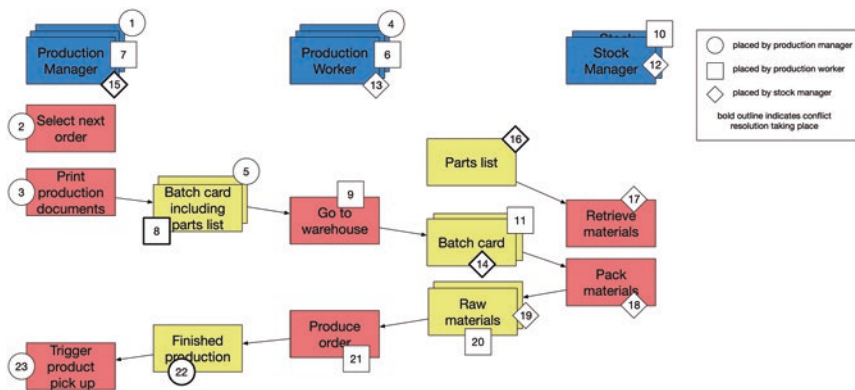 1
4
10
Production
Manager
7
15
Production
Worker
6
13
Stock
Manager
12
placed by production manager
placed by production worker
placed by stock manager
bold outline indicates conflict
resolution taking place
2
Select next
order
3
Print
production
documents
5
Batch card
including
parts list
8
9
Go to
warehouse
16
Parts list
11
Batch card
14
17
Retrieve
materials
Pack
materials
18
Raw
materials
19
20
Produce
order
21
Finished
production
22
23
Trigger
product
pick up